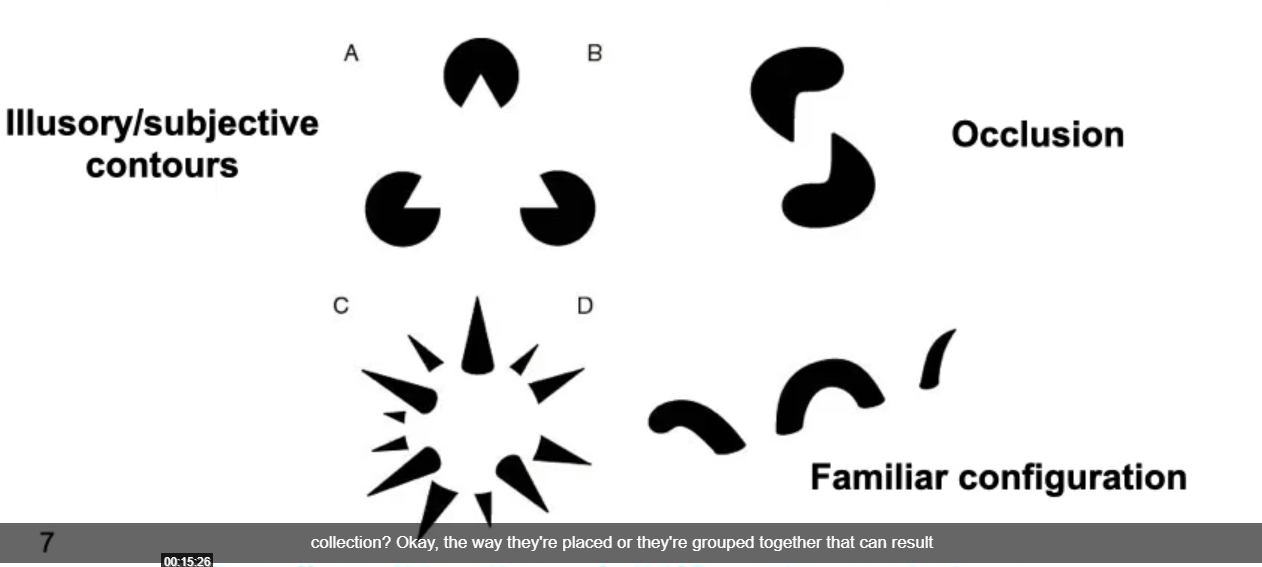 A
B
Illusory/subjective
contours
Occlusion
C
D
Familiar configuration
7
collection? Okay, the way they're placed or they're grouped together that can result
00:15:26